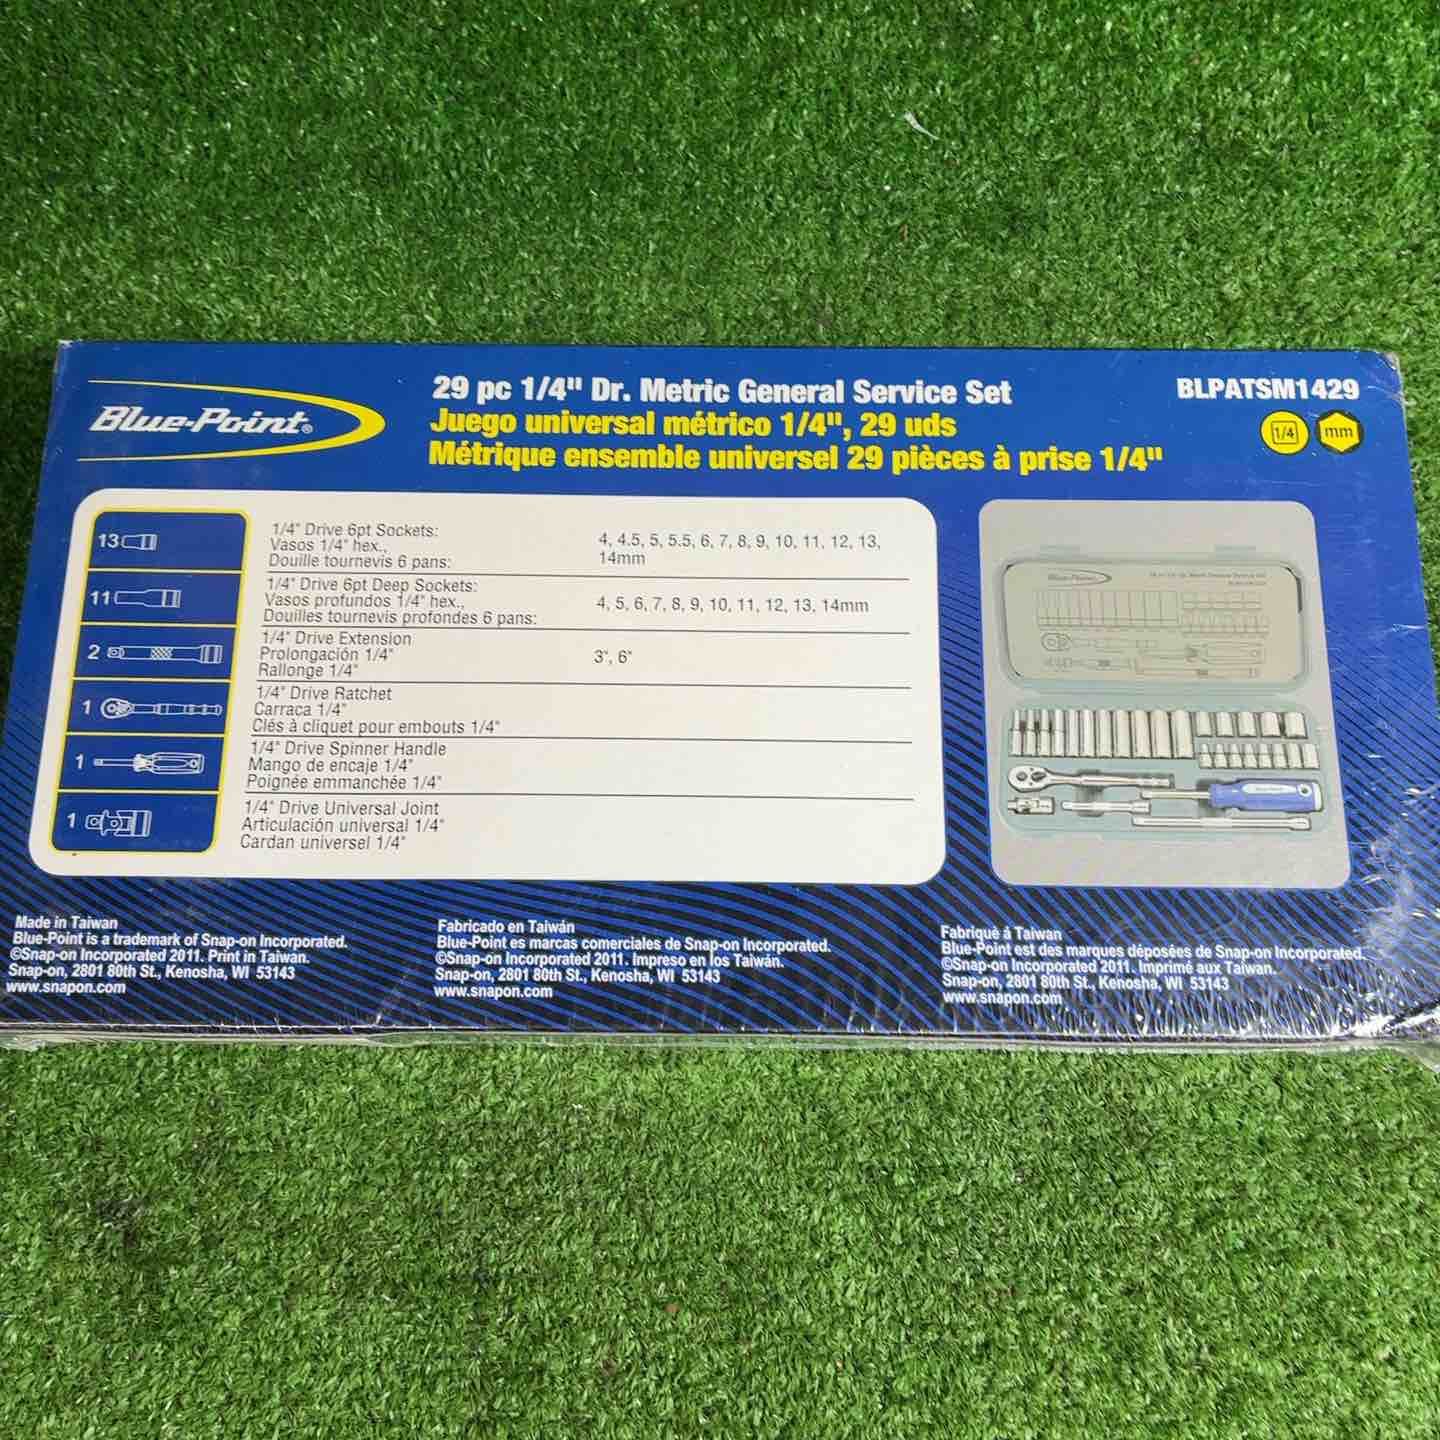 Blue-Point®
29 pc 1/4" Dr. Metric General Service Set
Juego universal métrico 1/4", 29 uds
Métrique ensemble universel 29 pièces à prise 1/4"
BLPATSM1429
1/4
mm
13
1/4" Drive 6pt Sockets:
Vasos 1/4" hex.,
Douille tournevis 6 pans:
4, 4.5, 5, 5.5, 6, 7, 8, 9, 10, 11, 12, 13,
14mm
11
1/4" Drive 6pt Deep Sockets:
Vasos profundos 1/4" hex.,
Douilles tournevis profondes 6 pans:
4, 5, 6, 7, 8, 9, 10, 11, 12, 13, 14mm
2
1/4" Drive Extension
Prolongación 1/4"
Rallonge 1/4"
3", 6"
1
1/4" Drive Ratchet
Carraca 1/4"
Clés à cliquet pour embouts 1/4"
1
1/4" Drive Spinner Handle
Mango de encaje 1/4"
Poignée emmanchée 1/4"
1
1/4" Drive Universal Joint
Articulación universal 1/4"
Cardan universel 1/4"
Blue-Point
Blue-Point
Made in Taiwan
Blue-Point is a trademark of Snap-on Incorporated.
©Snap-on Incorporated 2011. Print in Taiwan.
Snap-on, 2801 80th St., Kenosha, WI 53143
www.snapon.com
Fabricado en Taiwán
Blue-Point es marcas comerciales de Snap-on Incorporated.
©Snap-on Incorporated 2011. Impreso en los Taiwán.
Snap-on, 2801 80th St., Kenosha, WI 53143
www.snapon.com
Fabriqué á Taiwan
Blue-Point est des marques déposées de Snap-on Incorporated.
©Snap-on Incorporated 2011. Imprimé aux Taiwan.
Snap-on, 2801 80th St., Kenosha, WI 53143
www.snapon.com